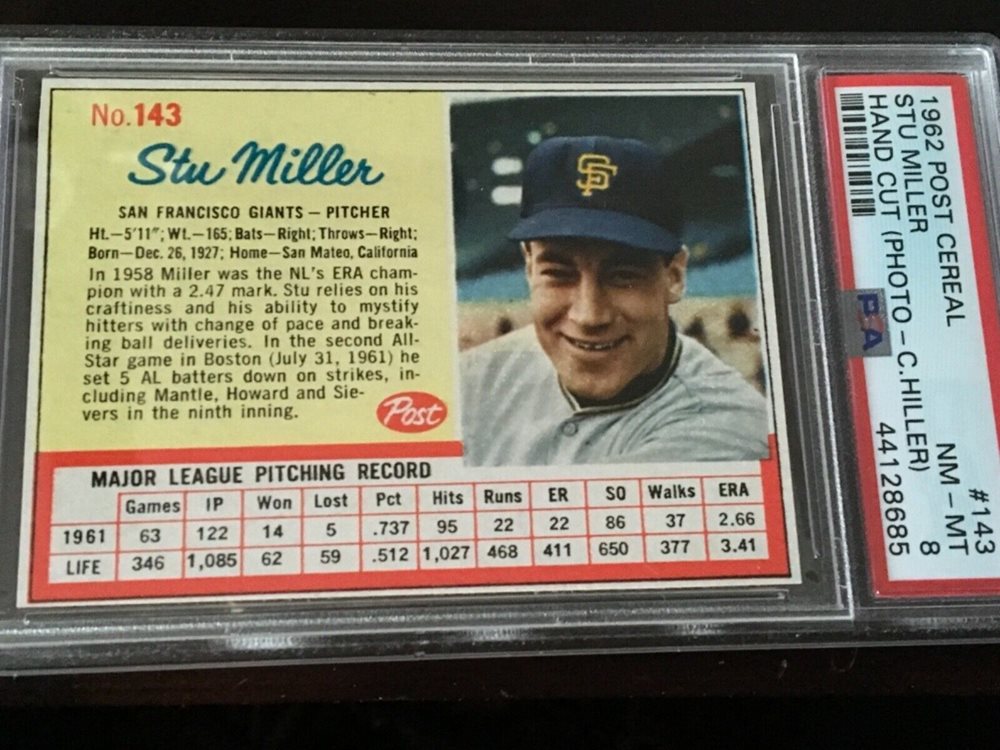 No.143
Stu Miller
SAN FRANCISCO GIANTS – PITCHER
Ht.—5'11"; Wt.—165; Bats—Right; Throws—Right;
Born—Dec. 26, 1927; Home—San Mateo, California
In 1958 Miller was the NL's ERA cham-
pion with a 2.47 mark. Stu relies on his
craftiness and his ability to mystify
hitters with change of pace and break-
ing ball deliveries. In the second All-
Star game in Boston (July 31, 1961) he
set 5 AL batters down on strikes, in-
cluding Mantle, Howard and Sie-
vers in the ninth inning.
Post
SF
MAJOR LEAGUE PITCHING RECORD
Games IP Won Lost Pct Hits Runs ER SO Walks ERA
1961 63 122 14 5 .737 95 22 22 86 37 2.66
LIFE 346 1,085 62 59 .512 1,027 468 411 650 377 3.41
1962 POST CEREAL #143
STU MILLER NM – MT
HAND CUT (PHOTO – C.HILLER) 8
44128685
PSA